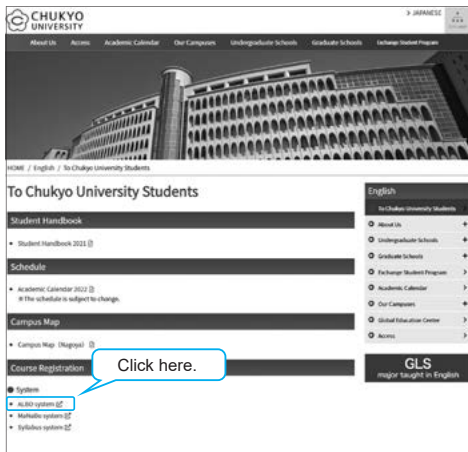 CHUKYO
UNIVERSITY
> JAPANESE
About Us Access Academic Calendar Our Campuses Undergraduate Schools Graduate Schools Exchange Student Program
HOME / English / To Chukyo University Students
To Chukyo University Students
Student Handbook
• Student Handbook 2021
Schedule
• Academic Calendar 2022
※The schedule is subject to change.
Campus Map
• Campus Map (Nagoya)
Course Registration
Click here.
● System
• ALBO system
• MaNaBo system
• Syllabus system
English
To Chukyo University Students
About Us +
Undergraduate Schools +
Graduate Schools +
Exchange Student Program >
Academic Calendar >
Our Campuses +
Global Education Center >
Access >
GLS
major taught in English